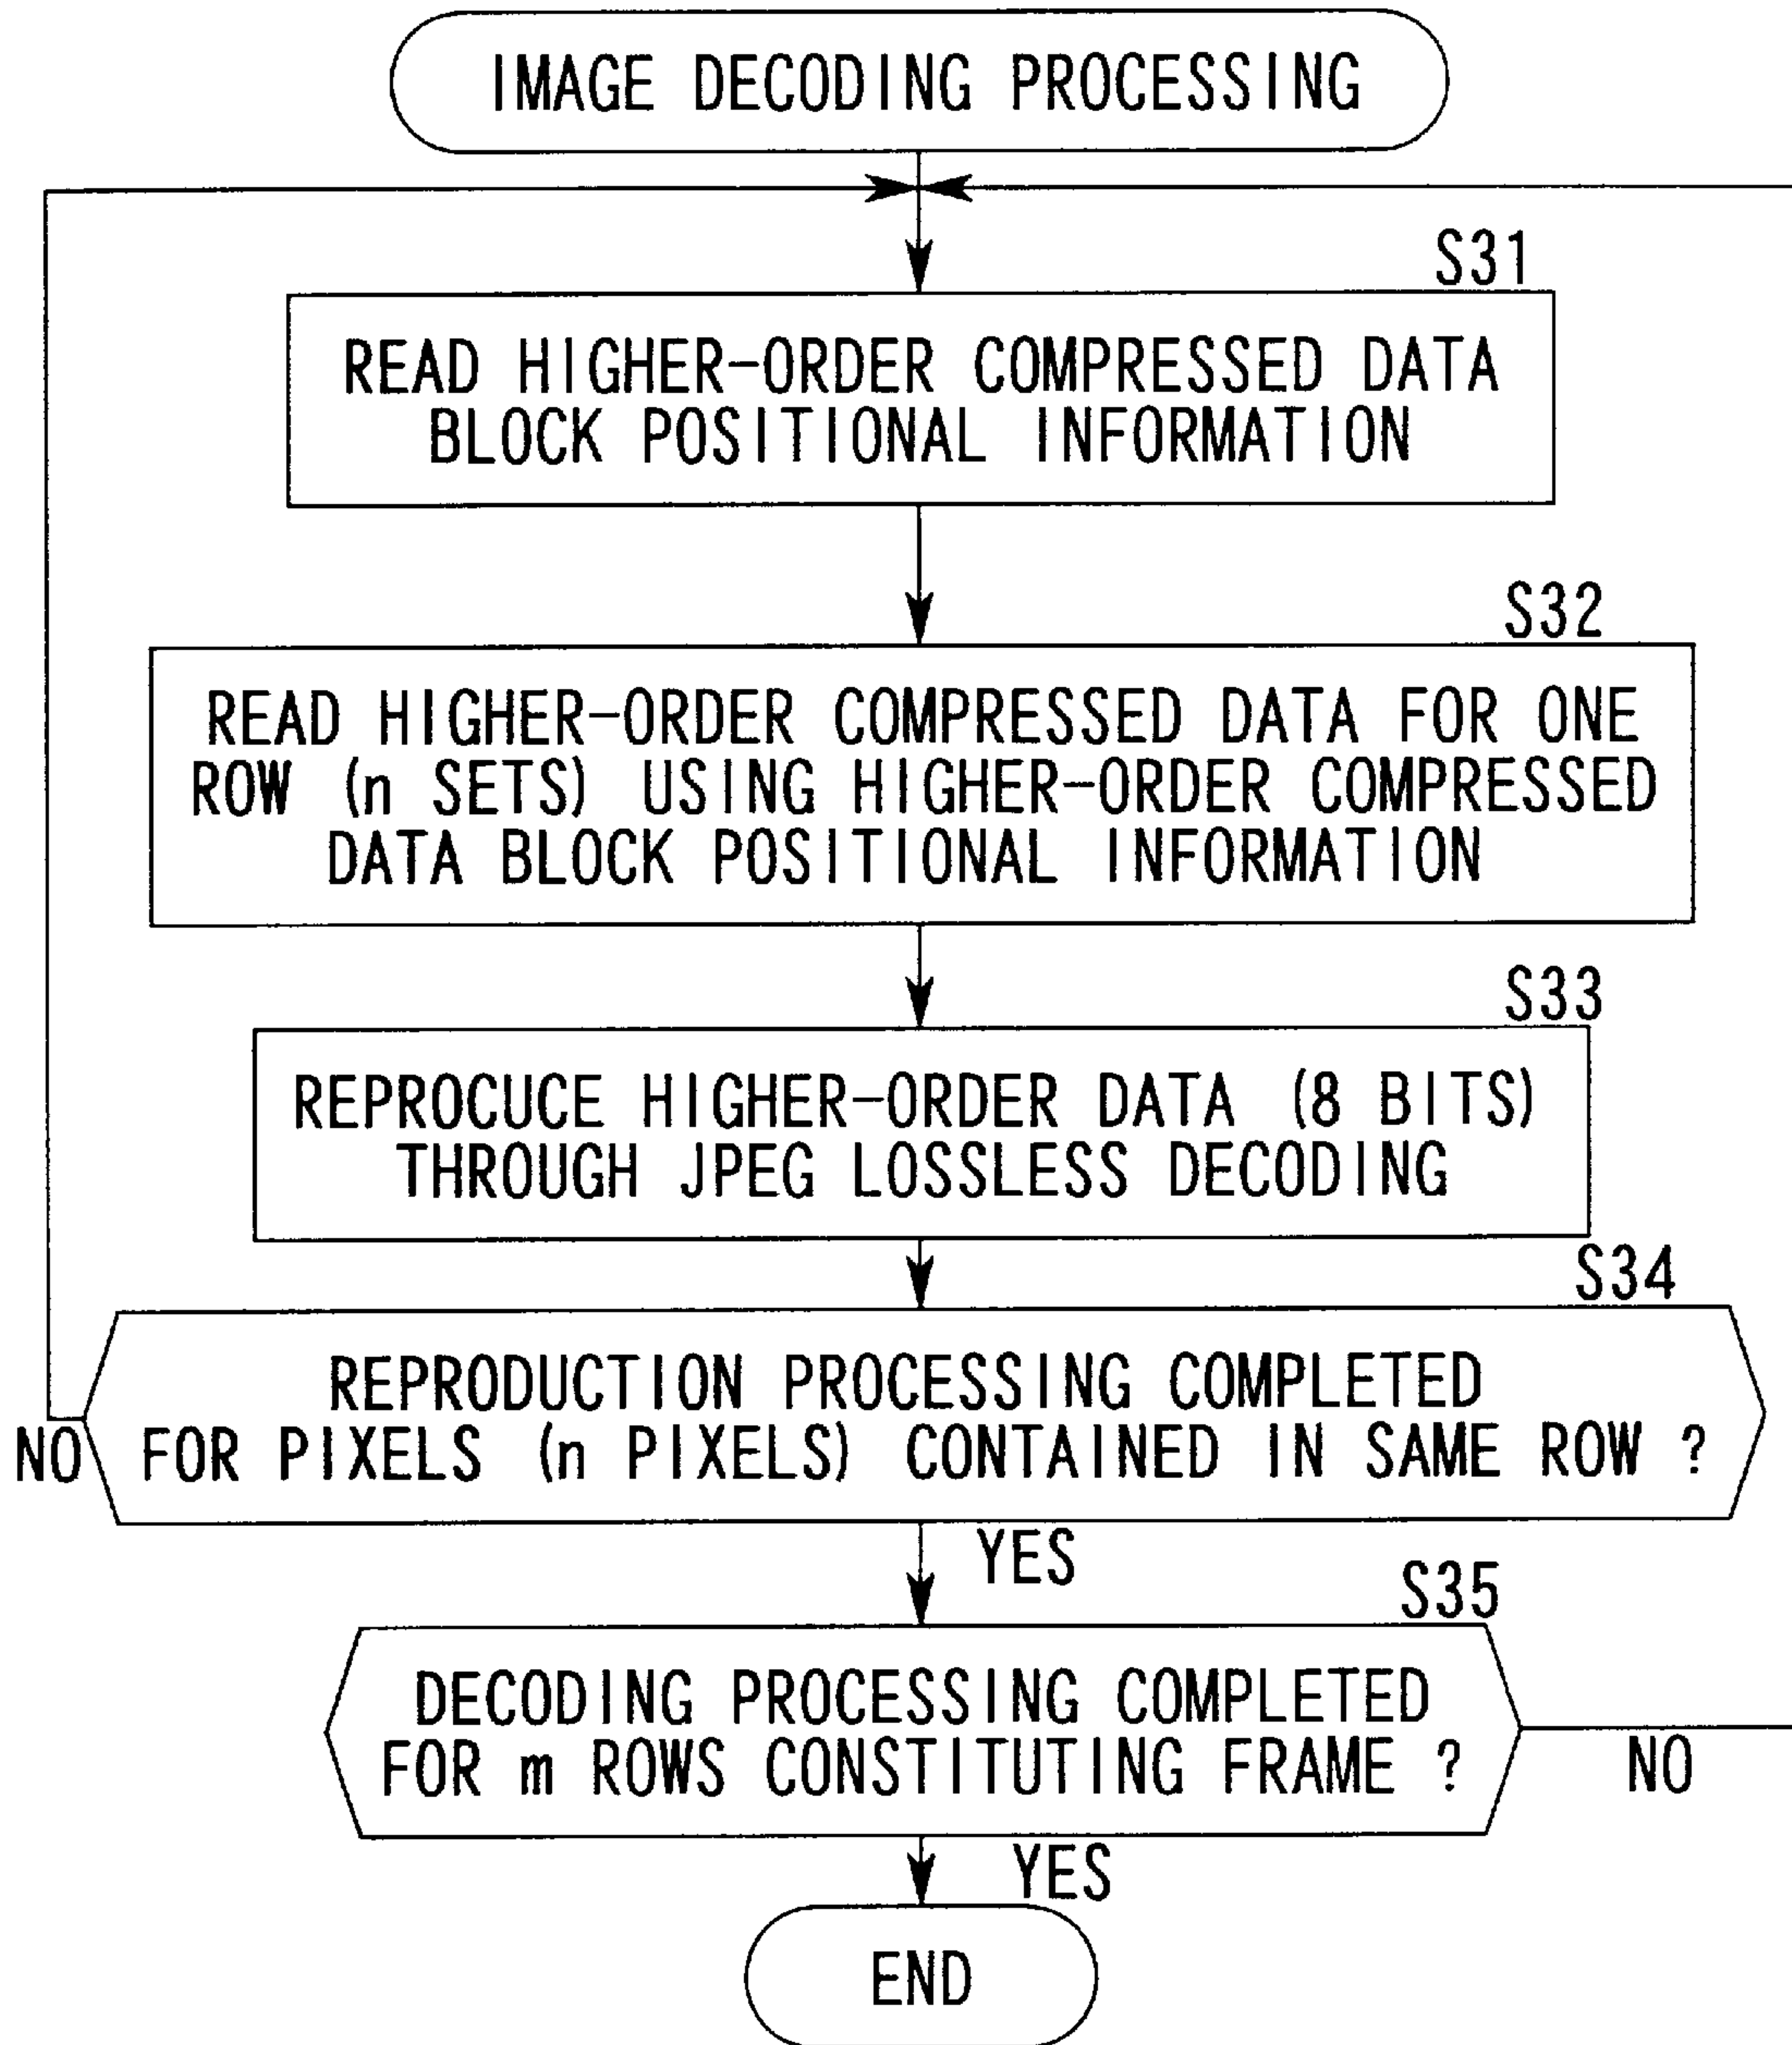 IMAGE DECODING PROCESSING
S31
READ HIGHER-ORDER COMPRESSED DATA
BLOCK POSITIONAL INFORMATION
S32
READ HIGHER-ORDER COMPRESSED DATA FOR ONE
ROW (n SETS) USING HIGHER-ORDER COMPRESSED
DATA BLOCK POSITIONAL INFORMATION
S33
REPROCUCE HIGHER-ORDER DATA (8 BITS)
THROUGH JPEG LOSSLESS DECODING
S34
REPRODUCTION PROCESSING COMPLETED
FOR PIXELS (n PIXELS) CONTAINED IN SAME ROW ?
NO
YES
S35
DECODING PROCESSING COMPLETED
FOR m ROWS CONSTITUTING FRAME ?
NO
YES
END